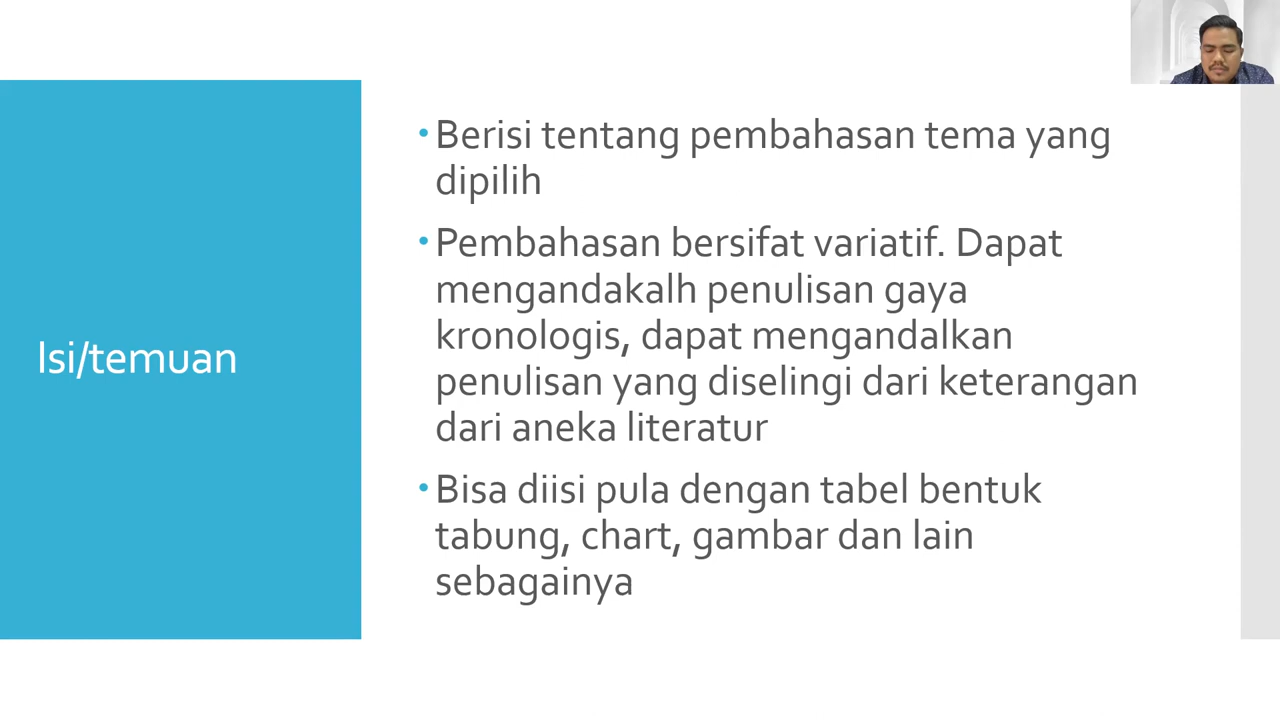 Isi/temuan
•Berisi tentang pembahasan tema yang
dipilih
•Pembahasan bersifat variatif. Dapat
mengandakalh penulisan gaya
kronologis, dapat mengandalkan
penulisan yang diselingi dari keterangan
dari aneka literatur
•Bisa diisi pula dengan tabel bentuk
tabung, chart, gambar dan lain
sebagainya